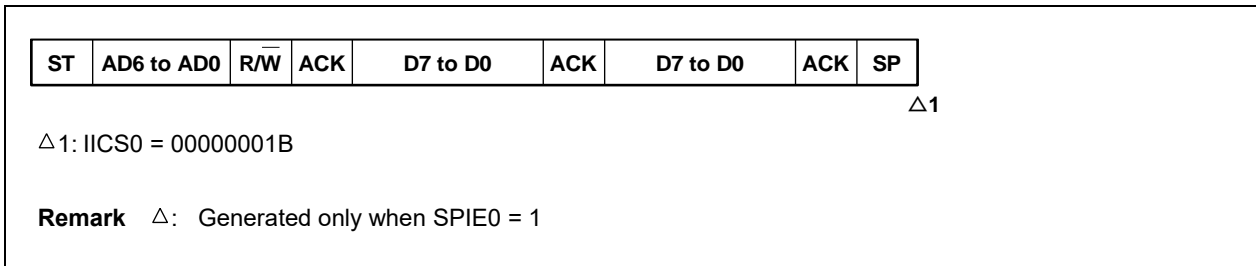 ST AD6 to AD0 R/W̅ ACK D7 to D0 ACK D7 to D0 ACK SP
△1
△1: IICS0 = 00000001B
Remark △: Generated only when SPIE0 = 1